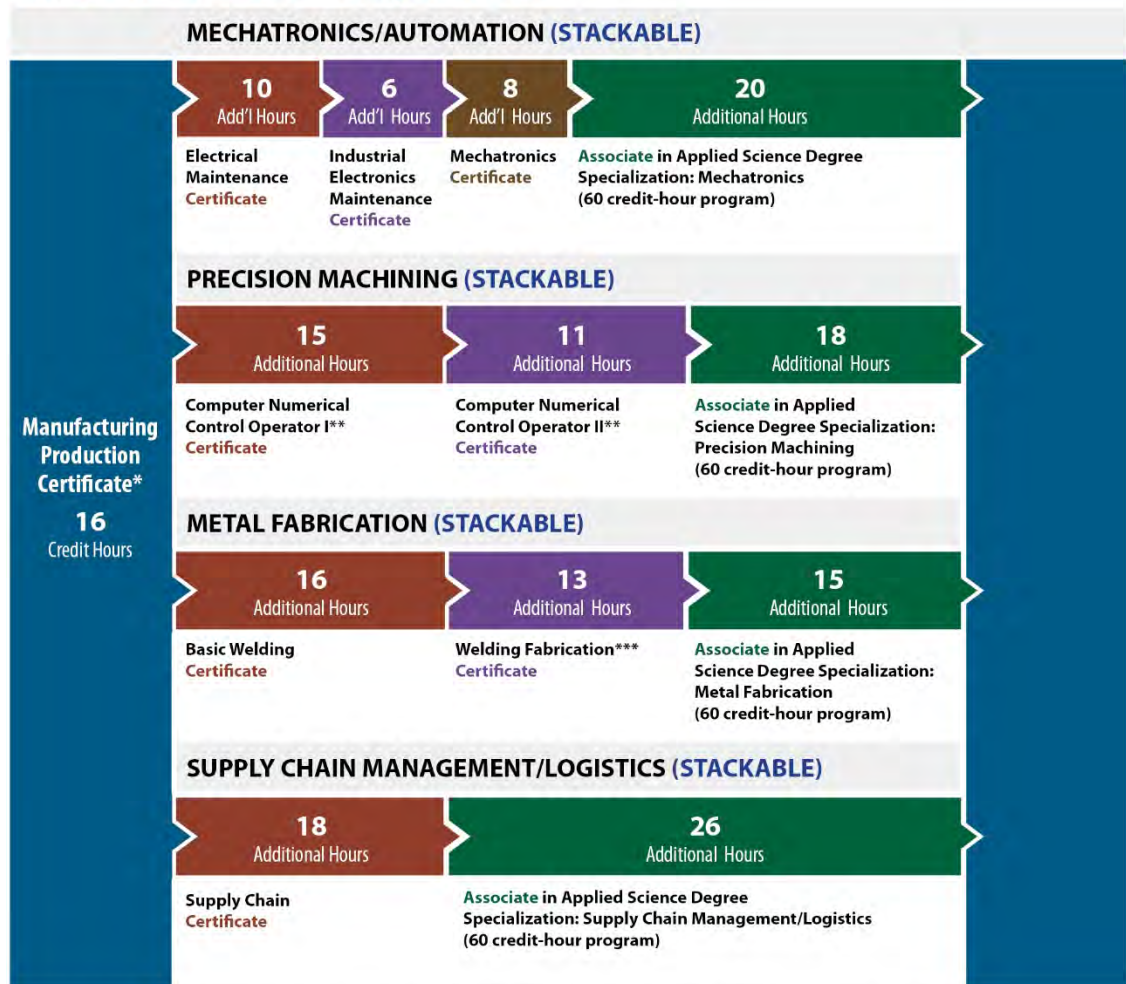 MECHATRONICS/AUTOMATION (STACKABLE)
10
Add'l Hours
6
Add'l Hours
8
Add'l Hours
20
Additional Hours
Electrical
Maintenance
Certificate
Industrial
Electronics
Maintenance
Certificate
Mechatronics
Certificate
Associate in Applied Science Degree
Specialization: Mechatronics
(60 credit-hour program)
PRECISION MACHINING (STACKABLE)
15
Additional Hours
11
Additional Hours
18
Additional Hours
Computer Numerical
Control Operator I**
Certificate
Computer Numerical
Control Operator II**
Certificate
Associate in Applied
Science Degree Specialization:
Precision Machining
(60 credit-hour program)
Manufacturing
Production
Certificate*
16
Credit Hours
METAL FABRICATION (STACKABLE)
16
Additional Hours
13
Additional Hours
15
Additional Hours
Basic Welding
Certificate
Welding Fabrication***
Certificate
Associate in Applied
Science Degree Specialization:
Metal Fabrication
(60 credit-hour program)
SUPPLY CHAIN MANAGEMENT/LOGISTICS (STACKABLE)
18
Additional Hours
26
Additional Hours
Supply Chain
Certificate
Associate in Applied Science Degree
Specialization: Supply Chain Management/Logistics
(60 credit-hour program)